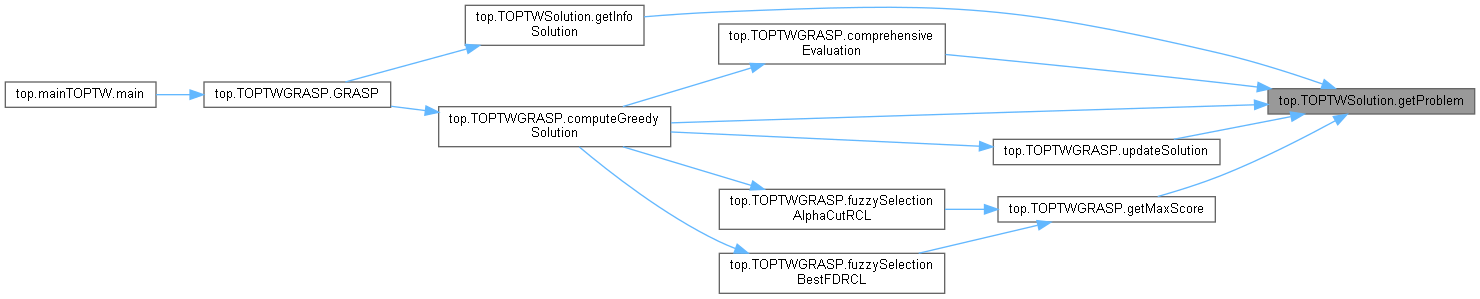 top.TOPTWSolution.getInfo
Solution
top.TOPTWGRASP.comprehensive
Evaluation
top.mainTOPTW.main
top.TOPTWGRASP.GRASP
top.TOPTWSolution.getProblem
top.TOPTWGRASP.computeGreedy
Solution
top.TOPTWGRASP.updateSolution
top.TOPTWGRASP.fuzzySelection
AlphaCutRCL
top.TOPTWGRASP.getMaxScore
top.TOPTWGRASP.fuzzySelection
BestFDRCL